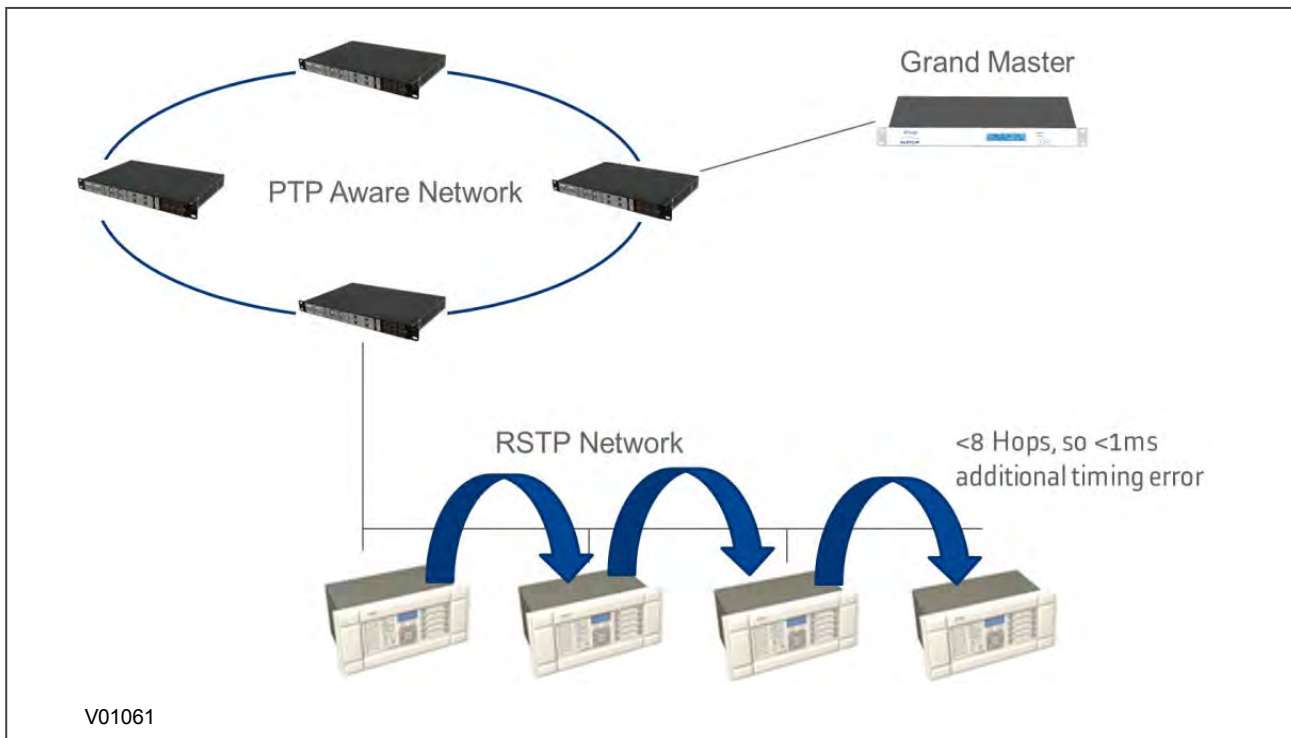 Grand Master
PTP Aware Network
RSTP Network
<8 Hops, so <1ms
additional timing error
V01061